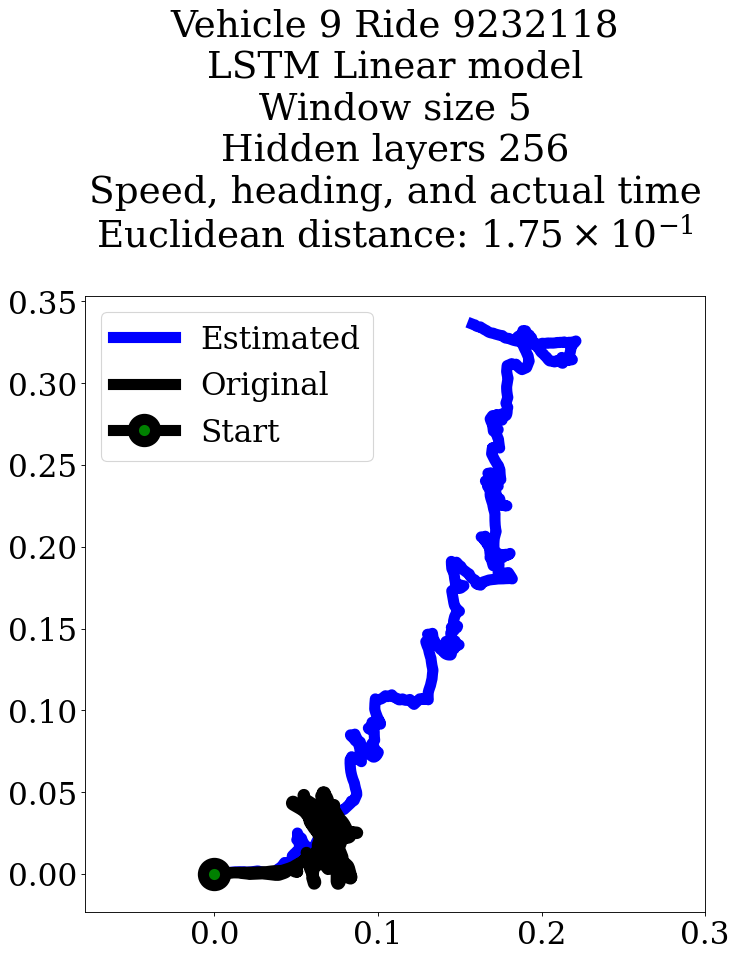 Vehicle 9 Ride 9232118
LSTM Linear model
Window size 5
Hidden layers 256
Speed, heading, and actual time
Euclidean distance: 1.75 × 10⁻¹
Estimated
Original
Start
0.35
0.30
0.25
0.20
0.15
0.10
0.05
0.00
0.0 0.1 0.2 0.3